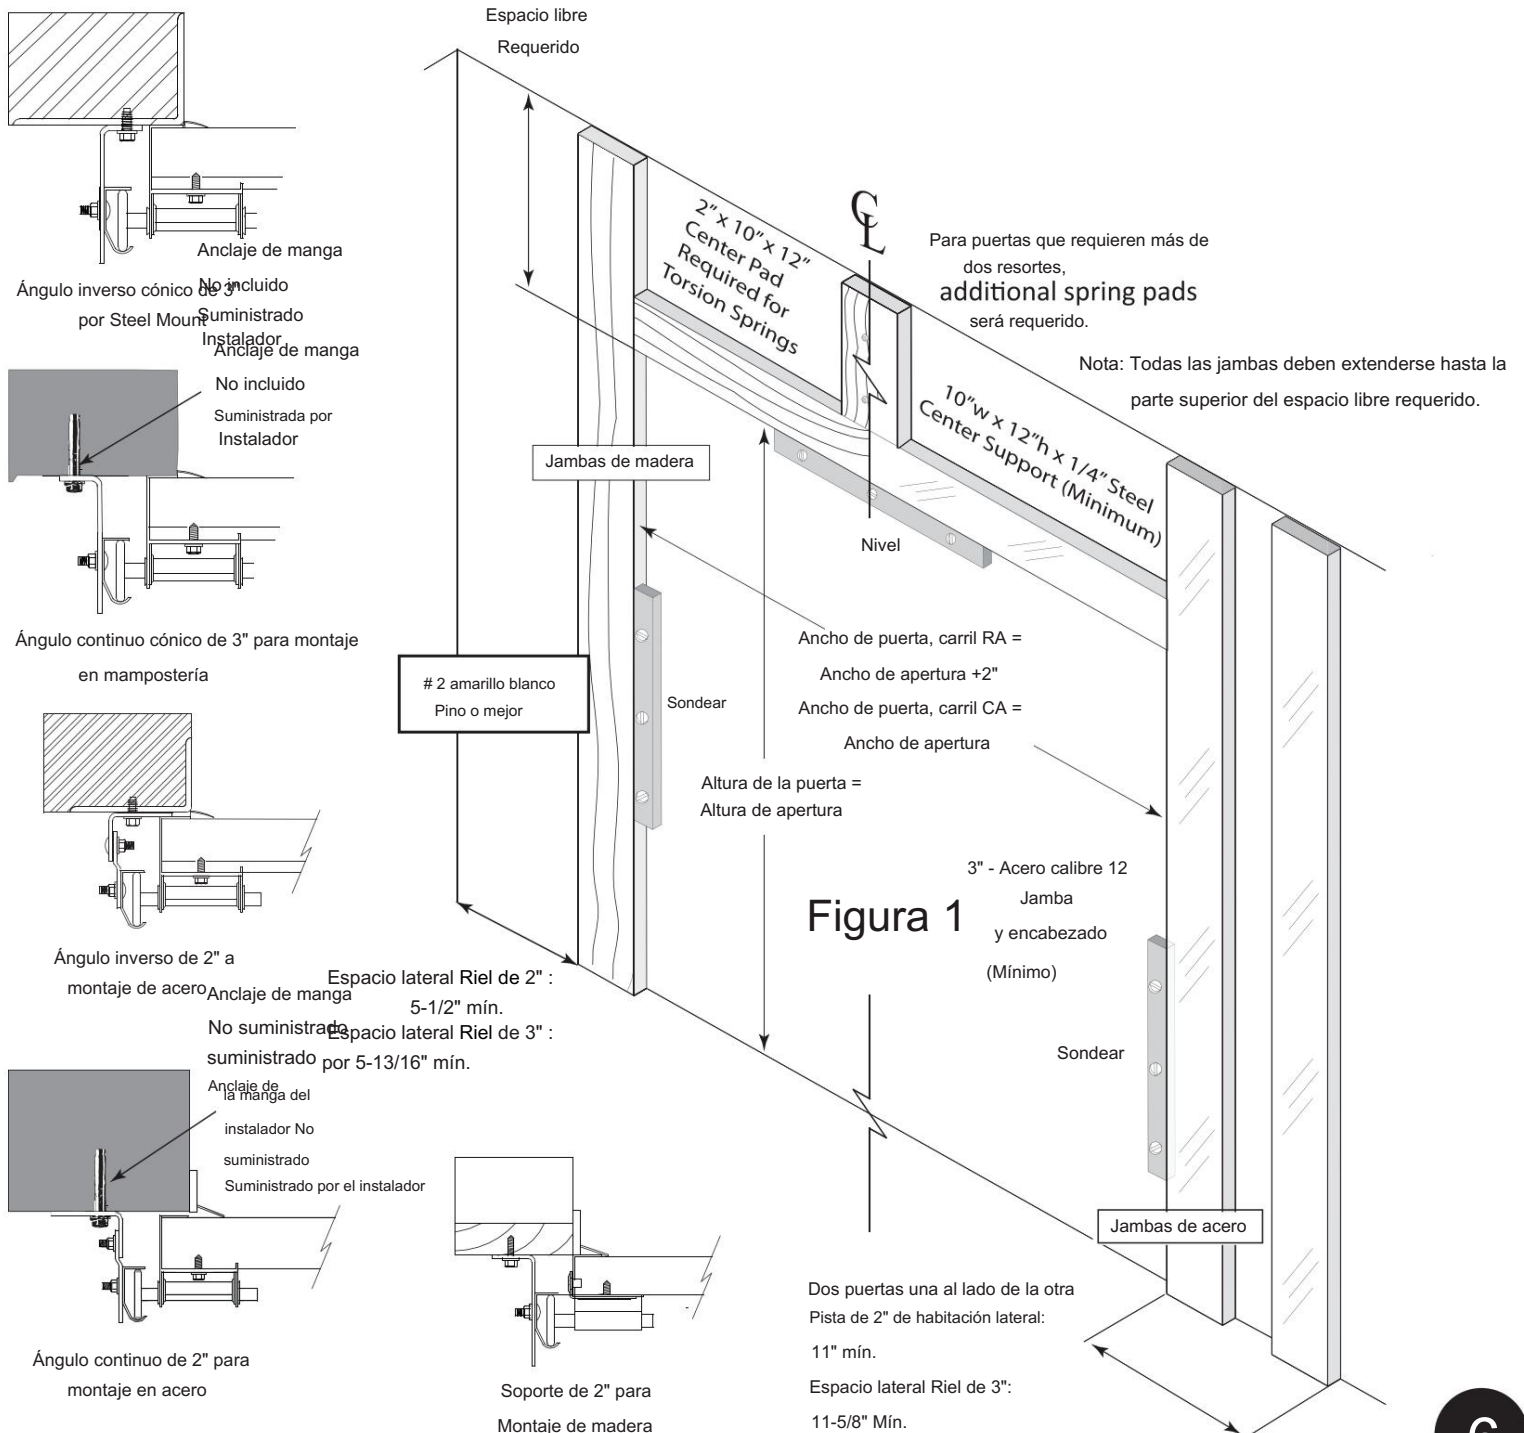 Espacio libre
Requerido
Anclaje de manga
No incluido
Suministrado
Instalador
Ángulo inverso cónico de 3"
por Steel Mount
Anclaje de manga
No incluido
Suministrada por
Instalador
Ángulo continuo cónico de 3" para montaje
en mampostería
Ángulo inverso de 2" a
montaje de acero
Anclaje de manga
No suministrado
suministrado
Anclaje de
la manga del
instalador No
suministrado
Suministrado por el instalador
Espacio lateral Riel de 2" :
5-1/2" mín.
Espacio lateral Riel de 3" :
por 5-13/16" mín.
Ángulo continuo de 2" para
montaje en acero
Soporte de 2" para
Montaje de madera
2" x 10" x 12"
Center Pad
Required for
Torsion Springs
CL
Para puertas que requieren más de
dos resortes,
additional spring pads
será requerido.
Nota: Todas las jambas deben extenderse hasta la
parte superior del espacio libre requerido.
10"w x 12"h x 1/4" Steel
Center Support (Minimum)
Jambas de madera
Nivel
# 2 amarillo blanco
Pino o mejor
Sondear
Ancho de puerta, carril RA =
Ancho de apertura +2"
Ancho de puerta, carril CA =
Ancho de apertura
Altura de la puerta =
Altura de apertura
Figura 1
3" - Acero calibre 12
Jamba
y encabezado
(Mínimo)
Sondear
Jambas de acero
Dos puertas una al lado de la otra
Pista de 2" de habitación lateral:
11" mín.
Espacio lateral Riel de 3":
11-5/8" Mín.